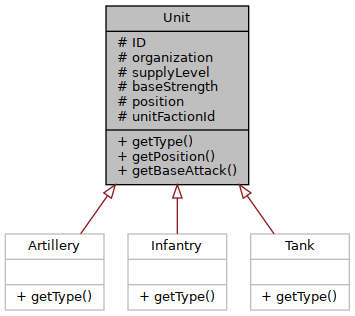 Unit
# ID
# organization
# supplyLevel
# baseStrength
# position
# unitFactionId
+ getType()
+ getPosition()
+ getBaseAttack()
Artillery
+ getType()
Infantry
+ getType()
Tank
+ getType()